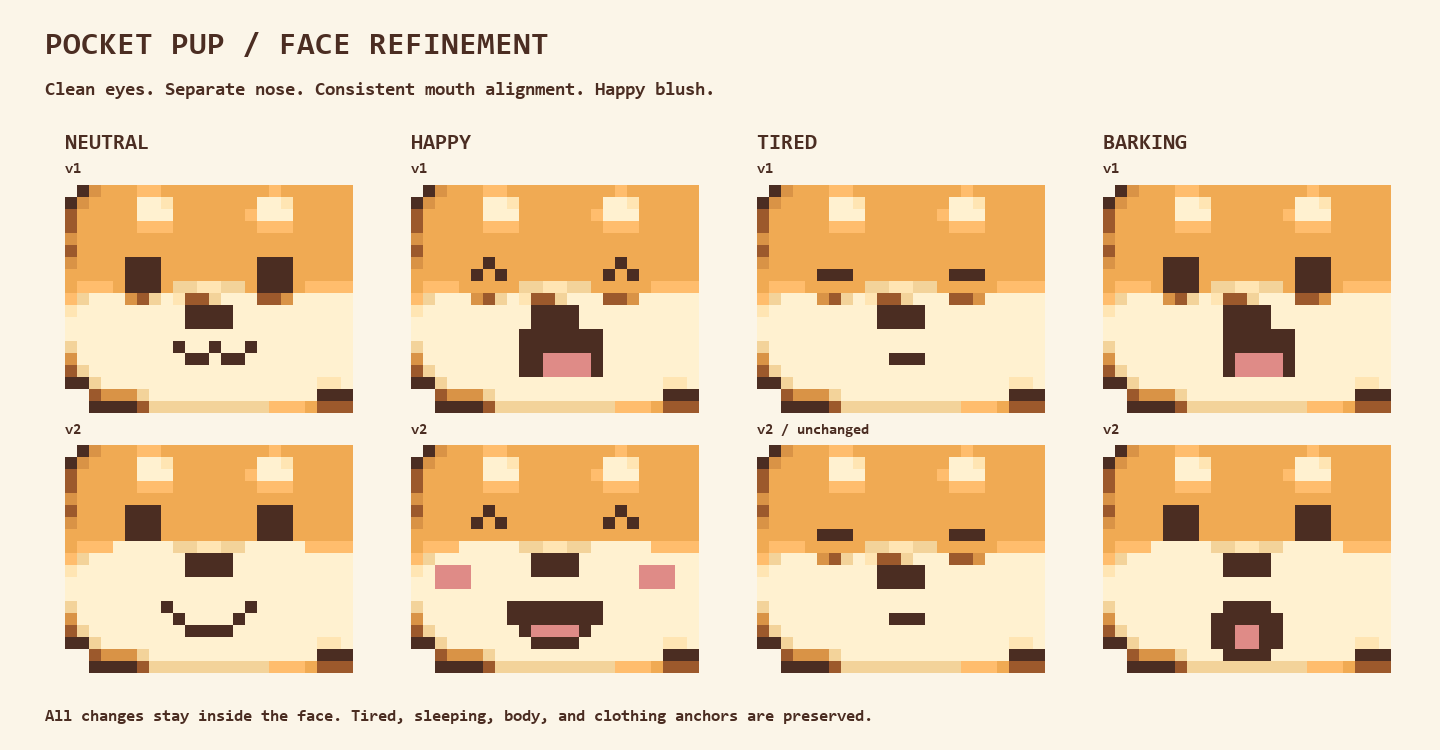 POCKET PUP / FACE REFINEMENT
Clean eyes. Separate nose. Consistent mouth alignment. Happy blush.
NEUTRAL
HAPPY
TIRED
BARKING
v1
v1
v1
v1
v2
v2
v2 / unchanged
v2
All changes stay inside the face. Tired, sleeping, body, and clothing anchors are preserved.